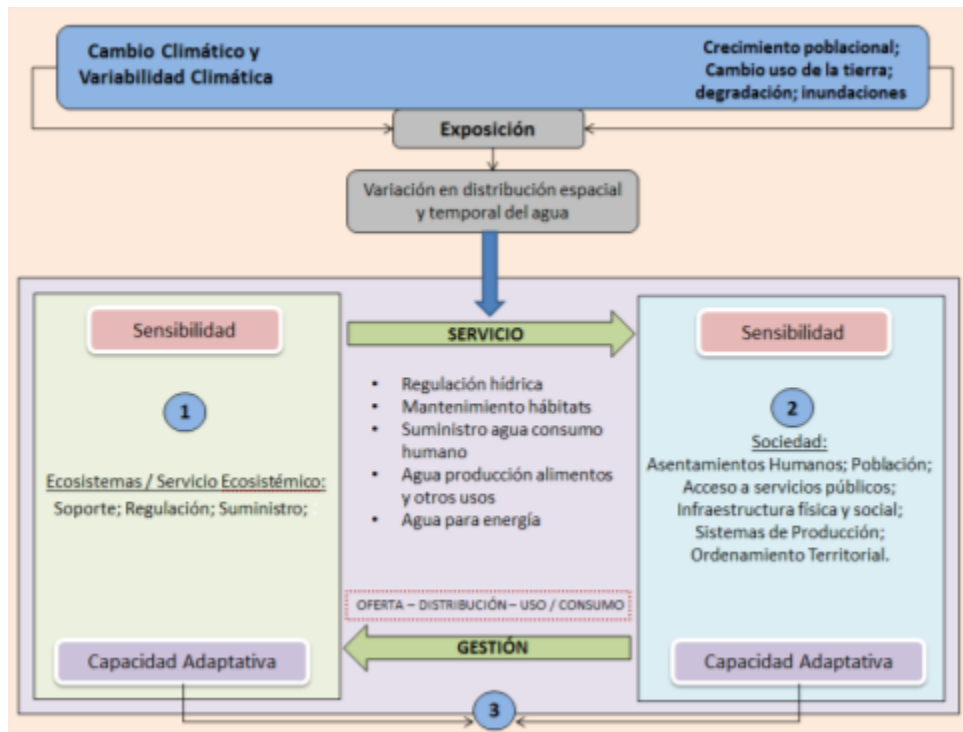 Cambio Climático y
Variabilidad Climática
Crecimiento poblacional;
Cambio uso de la tierra;
degradación; inundaciones
Exposición
Variación en distribución espacial
y temporal del agua
Sensibilidad
1
Ecosistemas / Servicio Ecosistémico:
Soporte; Regulación; Suministro;
Capacidad Adaptativa
SERVICIO
• Regulación hídrica
• Mantenimiento hábitats
• Suministro agua consumo
humano
• Agua producción alimentos
y otros usos
• Agua para energía
OFERTA – DISTRIBUCIÓN – USO / CONSUMO
GESTIÓN
Sensibilidad
2
Sociedad:
Asentamientos Humanos; Población;
Acceso a servicios públicos;
Infraestructura física y social;
Sistemas de Producción;
Ordenamiento Territorial.
Capacidad Adaptativa
3